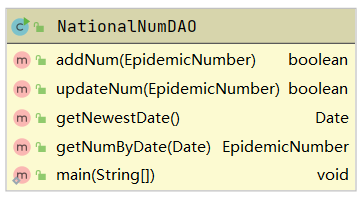 C NationalNumDAO
m addNum(EpidemicNumber) boolean
m updateNum(EpidemicNumber) boolean
m getNewestDate() Date
m getNumByDate(Date) EpidemicNumber
m main(String[]) void